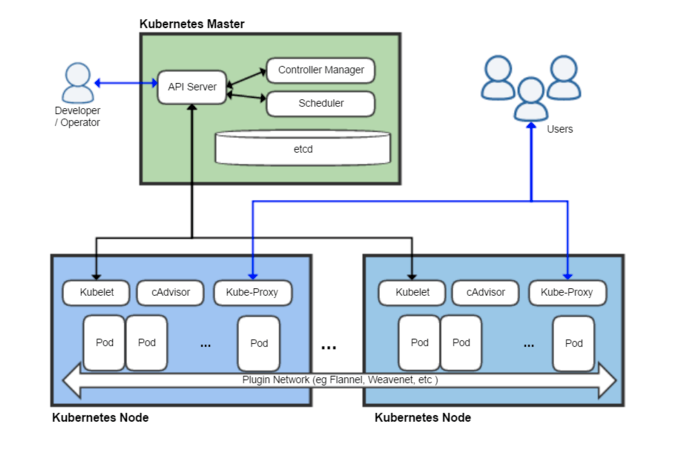 Kubernetes Master
API Server
Controller Manager
Scheduler
etcd
Developer
/ Operator
Users
Kubelet
cAdvisor
Kube-Proxy
Pod
Pod
...
Pod
...
Kubelet
cAdvisor
Kube-Proxy
Pod
Pod
...
Pod
Plugin Network (eg Flannel, Weavenet, etc )
Kubernetes Node
Kubernetes Node